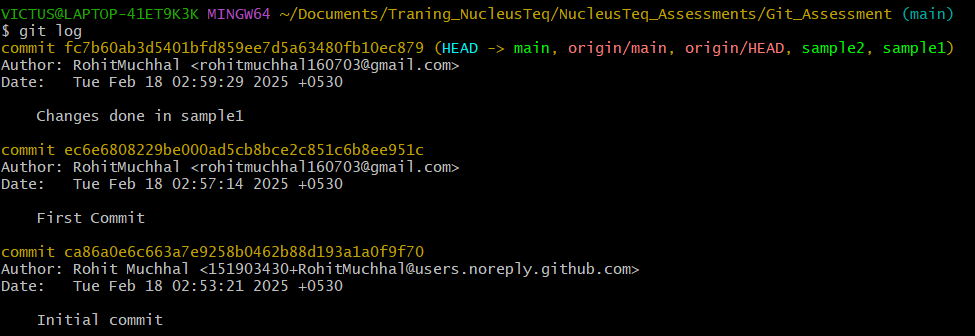 VICTUS@LAPTOP-41ET9K3K MINGW64 ~/Documents/Traning_NucleusTeq/NucleusTeq_Assessments/Git_Assessment (main)
$ git log
commit fc7b60ab3d5401bfd859ee7d5a63480fb10ec879 (HEAD -> main, origin/main, origin/HEAD, sample2, sample1)
Author: RohitMuchhal <rohitmuchhal160703@gmail.com>
Date:   Tue Feb 18 02:59:29 2025 +0530

    Changes done in sample1

commit ec6e6808229be000ad5cb8bce2c851c6b8ee951c
Author: RohitMuchhal <rohitmuchhal160703@gmail.com>
Date:   Tue Feb 18 02:57:14 2025 +0530

    First Commit

commit ca86a0e6c663a7e9258b0462b88d193a1a0f9f70
Author: Rohit Muchhal <151903430+RohitMuchhal@users.noreply.github.com>
Date:   Tue Feb 18 02:53:21 2025 +0530

    Initial commit